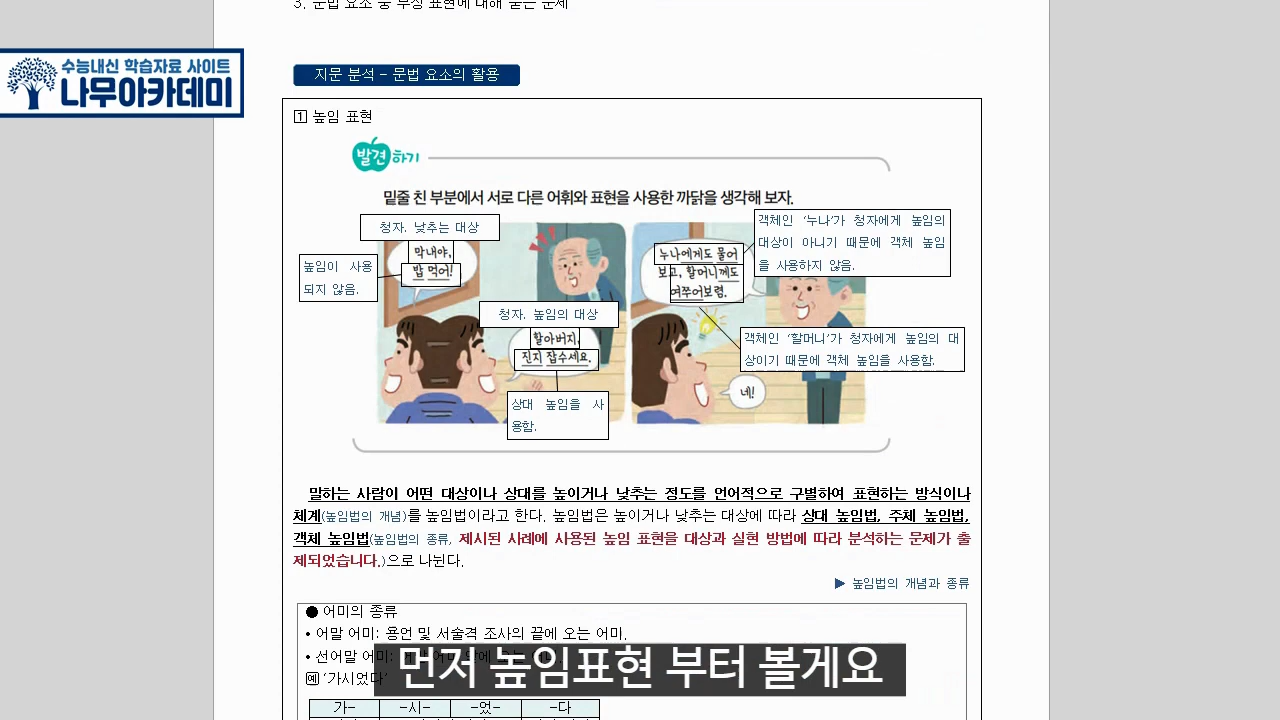 3. 문법 요소 중 부정 표현에 대해 묻는 문제
수능내신 학습자료 사이트
나무아카데미
지문 분석 - 문법 요소의 활용
1 높임 표현
발견하기
밑줄 친 부분에서 서로 다른 어휘와 표현을 사용한 까닭을 생각해 보자.
청자. 낮추는 대상
막내야,
밥 먹어!
높임이 사용
되지 않음.
청자. 높임의 대상
할아버지,
진지 잡수세요.
상대 높임을 사
용함.
누나에게도 물어
보고, 할머니께도
여쭈어보렴.
객체인 '누나'가 청자에게 높임의
대상이 아니기 때문에 객체 높임
을 사용하지 않음.
객체인 '할머니'가 청자에게 높임의 대
상이기 때문에 객체 높임을 사용함.
네!
말하는 사람이 어떤 대상이나 상대를 높이거나 낮추는 정도를 언어적으로 구별하여 표현하는 방식이나
체계(높임법의 개념)를 높임법이라고 한다. 높임법은 높이거나 낮추는 대상에 따라 상대 높임법, 주체 높임법,
객체 높임법(높임법의 종류, 제시된 사례에 사용된 높임 표현을 대상과 실현 방법에 따라 분석하는 문제가 출
제되었습니다.)으로 나뉜다.
▶ 높임법의 개념과 종류
● 어미의 종류
• 어말 어미: 용언 및 서술격 조사의 끝에 오는 어미.
• 선어말 어미:
예 '가시었다'
먼저 높임표현 부터 볼게요
가- -시- -었- -다